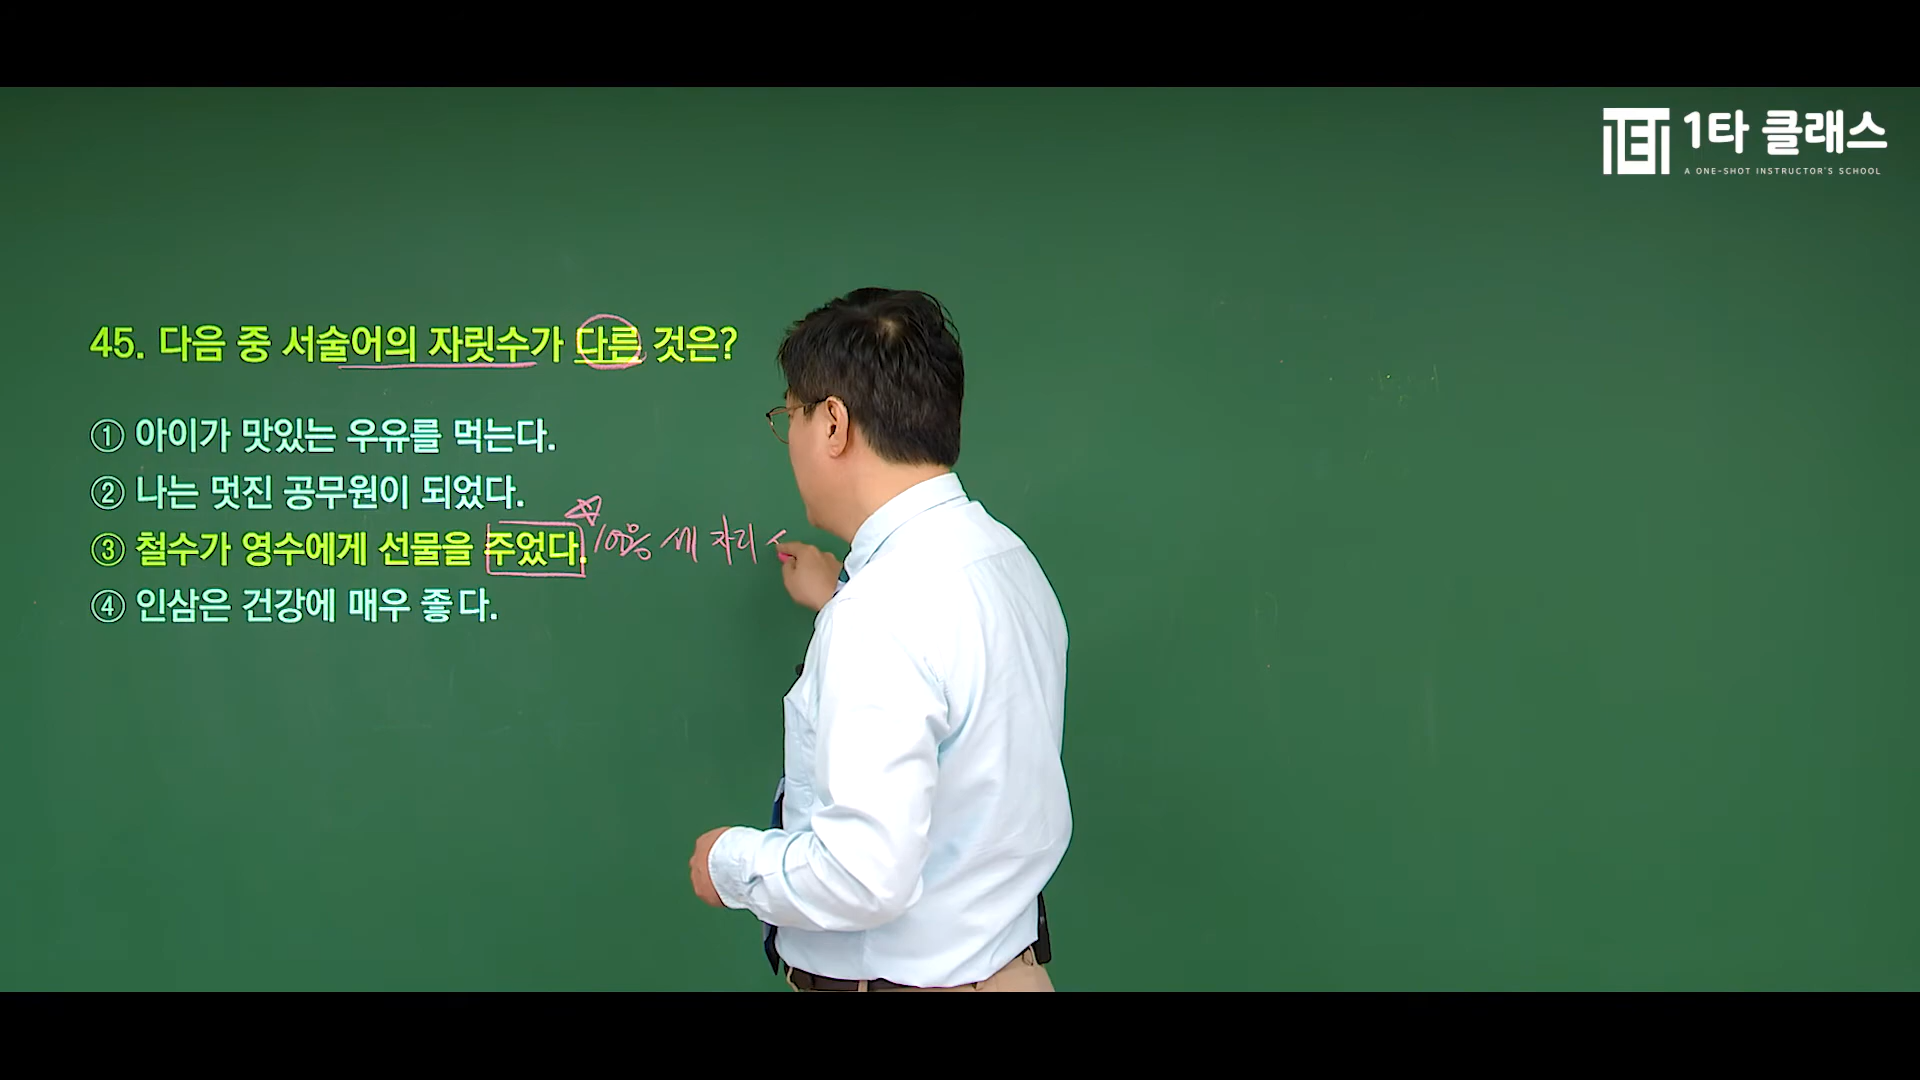 1타 클래스
A ONE-SHOT INSTRUCTOR'S SCHOOL
45. 다음 중 서술어의 자릿수가 다른 것은?
① 아이가 맛있는 우유를 먹는다.
② 나는 멋진 공무원이 되었다.
③ 철수가 영수에게 선물을 주었다. 100% 세 자리
④ 인삼은 건강에 매우 좋다.